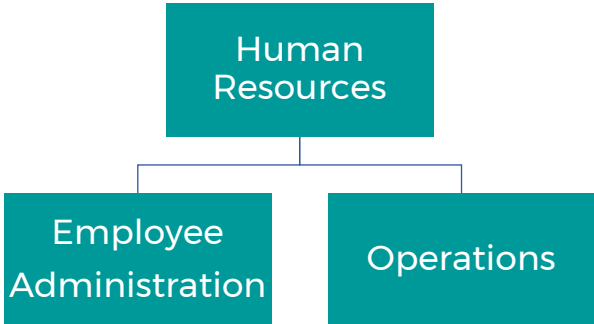 Human
Resources
Employee
Administration
Operations